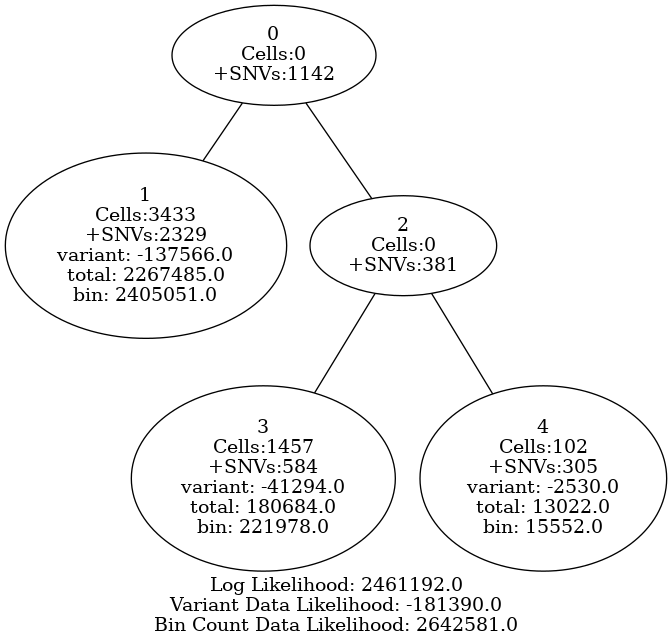 0
Cells:0
+SNVs:1142
1
Cells:3433
+SNVs:2329
variant: -137566.0
total: 2267485.0
bin: 2405051.0
2
Cells:0
+SNVs:381
3
Cells:1457
+SNVs:584
variant: -41294.0
total: 180684.0
bin: 221978.0
4
Cells:102
+SNVs:305
variant: -2530.0
total: 13022.0
bin: 15552.0
Log Likelihood: 2461192.0
Variant Data Likelihood: -181390.0
Bin Count Data Likelihood: 2642581.0